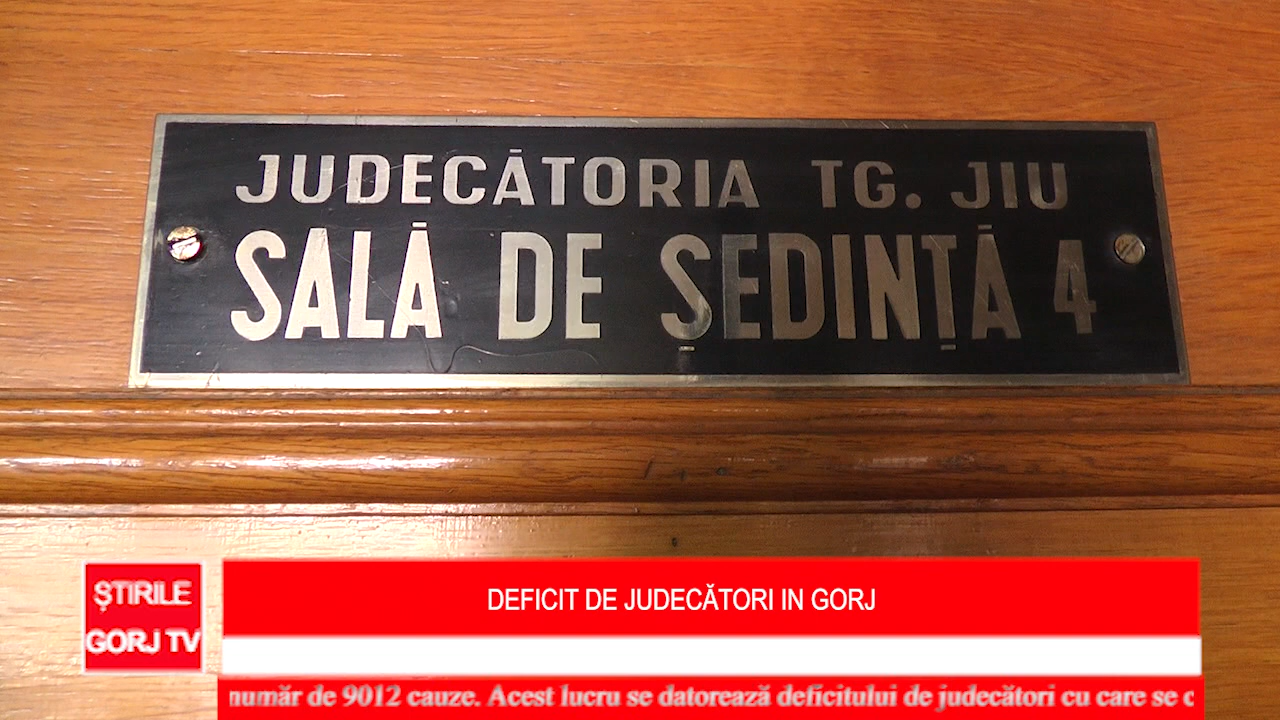 JUDECĂTORIA TG. JIU
SALĂ DE ȘEDINȚĂ 4
ȘTIRILE
GORJ TV
DEFICIT DE JUDECĂTORI IN GORJ
număr de 9012 cauze. Acest lucru se datorează deficitului de judecători cu care se